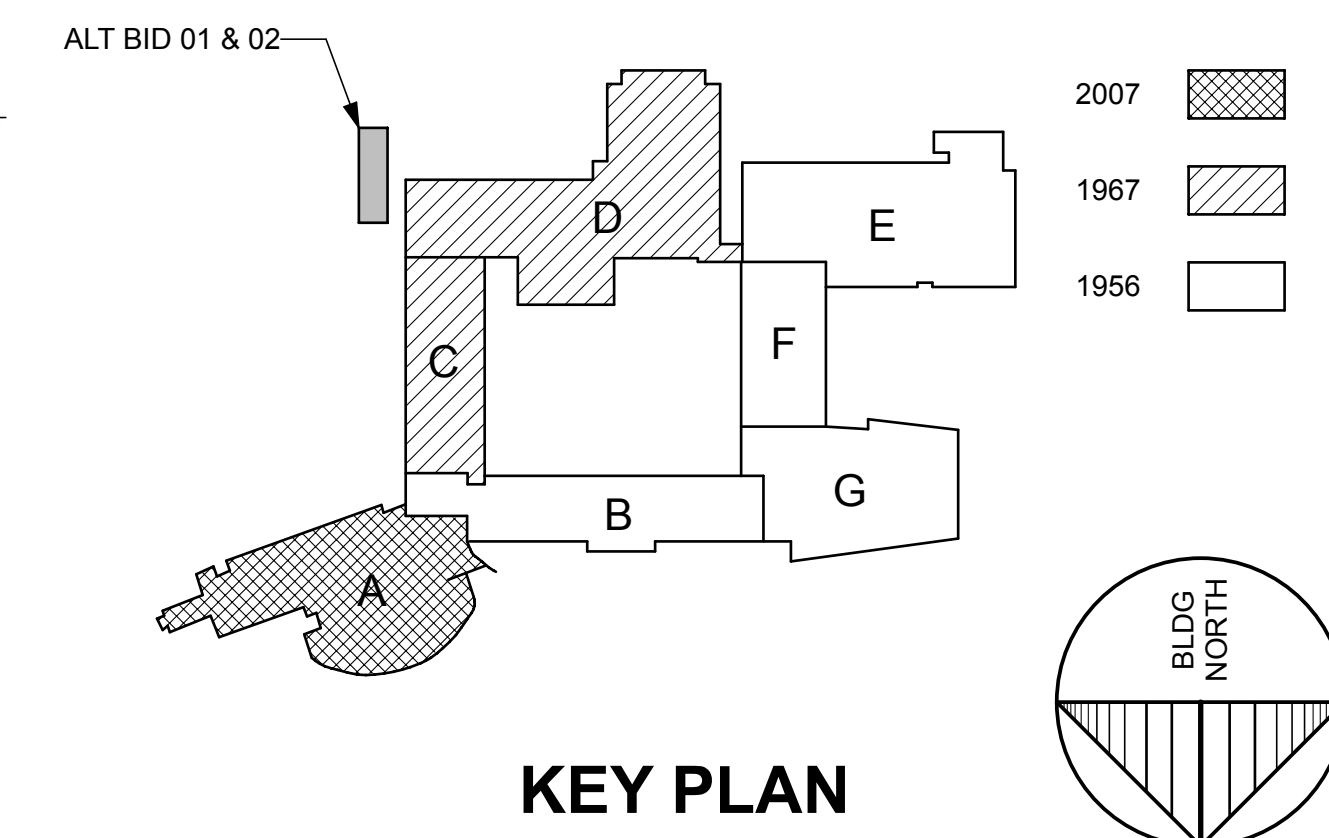 ALT BID 01 & 02
2007
1967
1956
D
E
C
F
B
G
A
BLDG
NORTH
KEY PLAN